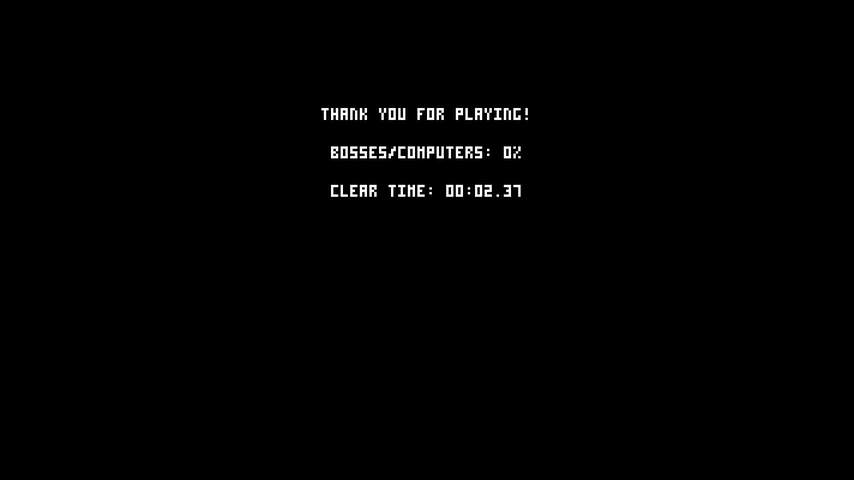 THANK YOU FOR PLAYING!
BOSSES/COMPUTERS: 0%
CLEAR TIME: 00:02.37